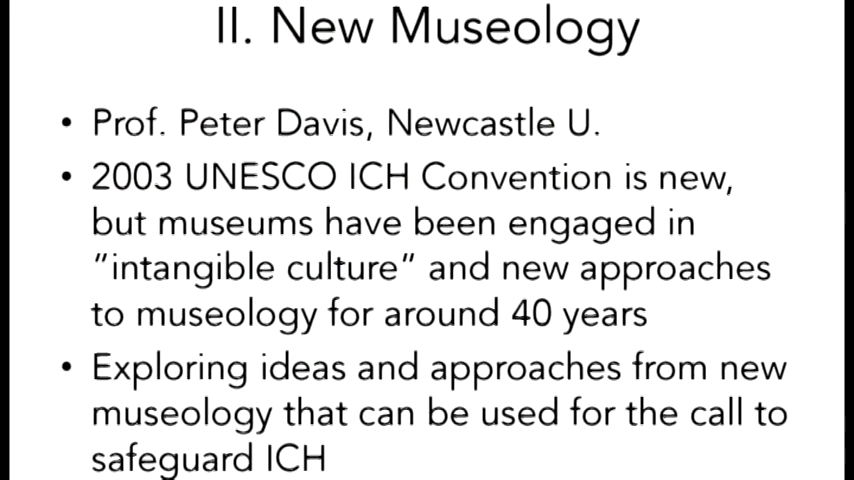 II. New Museology
• Prof. Peter Davis, Newcastle U.
• 2003 UNESCO ICH Convention is new,
but museums have been engaged in
"intangible culture" and new approaches
to museology for around 40 years
• Exploring ideas and approaches from new
museology that can be used for the call to
safeguard ICH